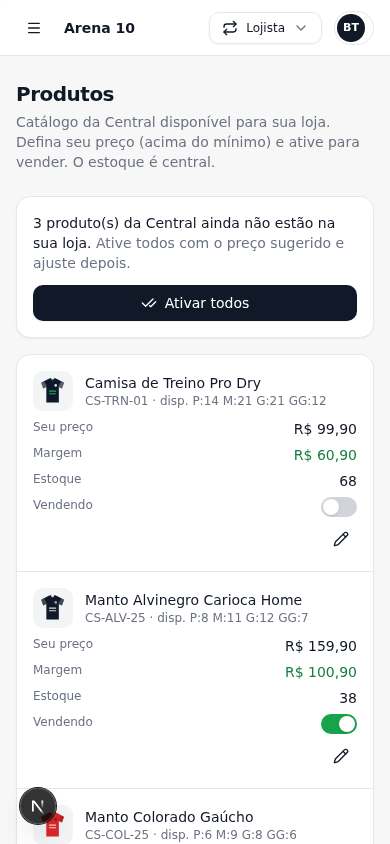 Arena 10
Lojista
BT
Produtos
Catálogo da Central disponível para sua loja.
Defina seu preço (acima do mínimo) e ative para
vender. O estoque é central.
3 produto(s) da Central ainda não estão na
sua loja. Ative todos com o preço sugerido e
ajuste depois.
Ativar todos
Camisa de Treino Pro Dry
CS-TRN-01 · disp. P:14 M:21 G:21 GG:12
Seu preço R$ 99,90
Margem R$ 60,90
Estoque 68
Vendendo
Manto Alvinegro Carioca Home
CS-ALV-25 · disp. P:8 M:11 G:12 GG:7
Seu preço R$ 159,90
Margem R$ 100,90
Estoque 38
Vendendo
N
Manto Colorado Gaúcho
CS-COL-25 · disp. P:6 M:9 G:8 GG:6